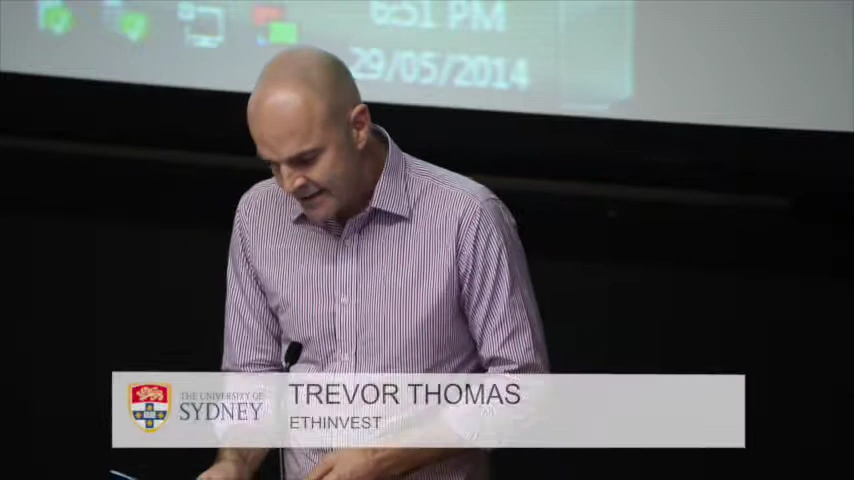 6:51 PM
29/05/2014
THE UNIVERSITY OF
SYDNEY
TREVOR THOMAS
ETHINVEST